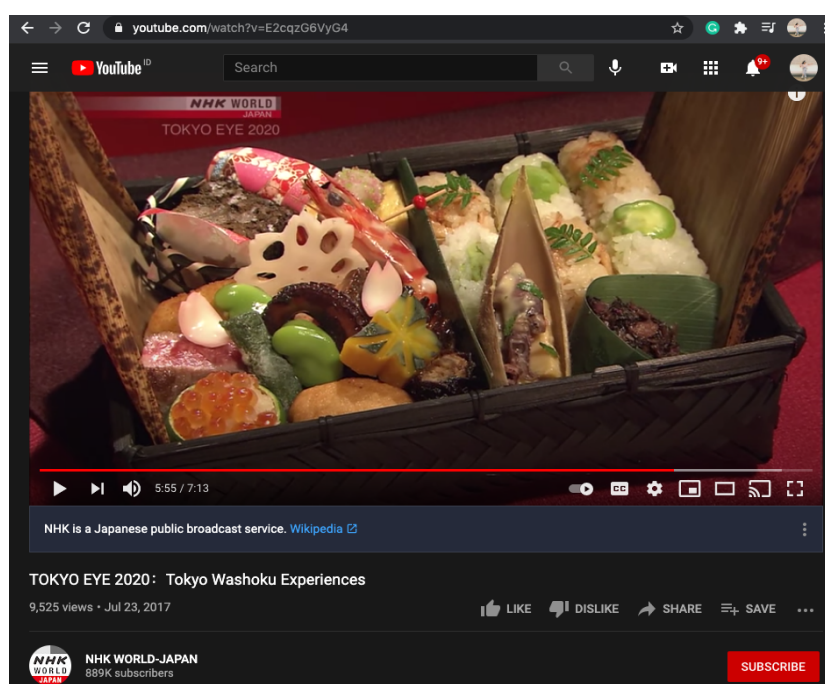 youtube.com/watch?v=E2cqzG6VyG4
YouTube ID
Search
9+
NHK WORLD
JAPAN
TOKYO EYE 2020
5:55 / 7:13
CC
NHK is a Japanese public broadcast service. Wikipedia
TOKYO EYE 2020：Tokyo Washoku Experiences
9,525 views • Jul 23, 2017
LIKE DISLIKE SHARE SAVE
NHK
WORLD
JAPAN
NHK WORLD-JAPAN
889K subscribers
SUBSCRIBE